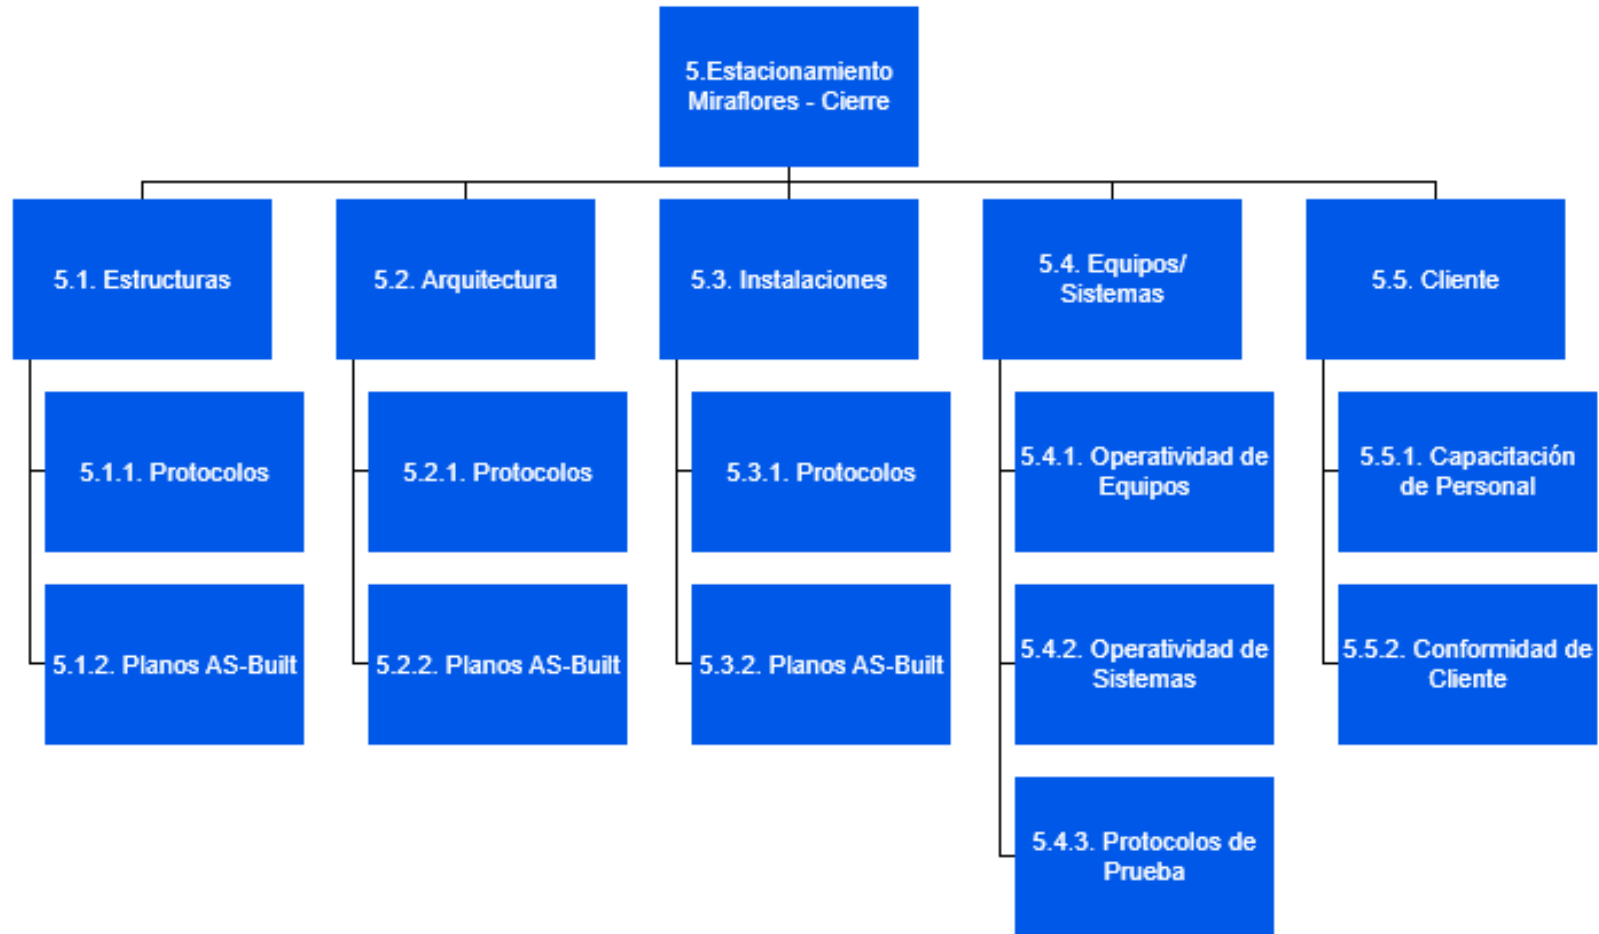 5.Estacionamiento
Miraflores - Cierre
5.1. Estructuras
5.2. Arquitectura
5.3. Instalaciones
5.4. Equipos/
Sistemas
5.5. Cliente
5.1.1. Protocolos
5.2.1. Protocolos
5.3.1. Protocolos
5.4.1. Operatividad de
Equipos
5.5.1. Capacitación
de Personal
5.1.2. Planos AS-Built
5.2.2. Planos AS-Built
5.3.2. Planos AS-Built
5.4.2. Operatividad de
Sistemas
5.5.2. Conformidad de
Cliente
5.4.3. Protocolos de
Prueba